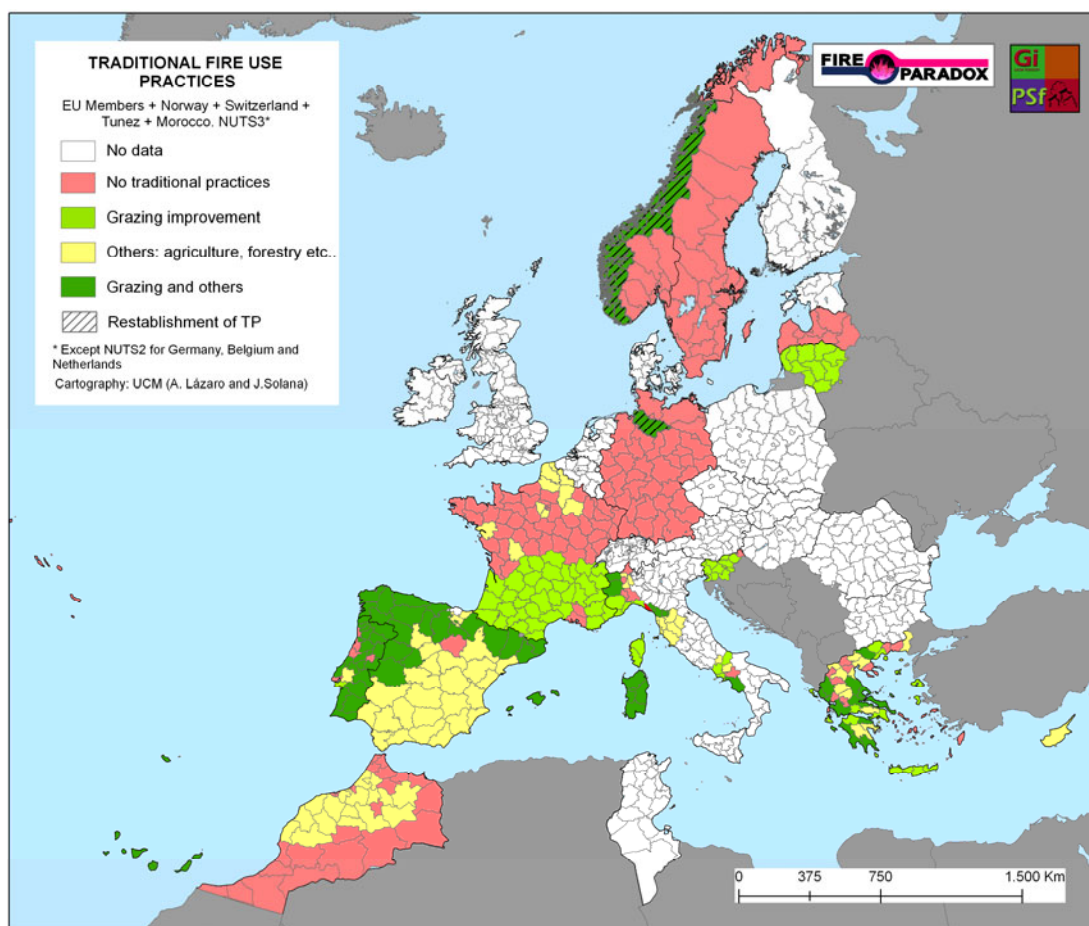 TRADITIONAL FIRE USE
PRACTICES
EU Members + Norway + Switzerland +
Tunez + Morocco. NUTS3*
No data
No traditional practices
Grazing improvement
Others: agriculture, forestry etc..
Grazing and others
Restablishment of TP
* Except NUTS2 for Germany, Belgium and
Netherlands
Cartography: UCM (A. Lázaro and J.Solana)
FIRE
PARADOX
Gi
PSf
0 375 750 1.500 Km